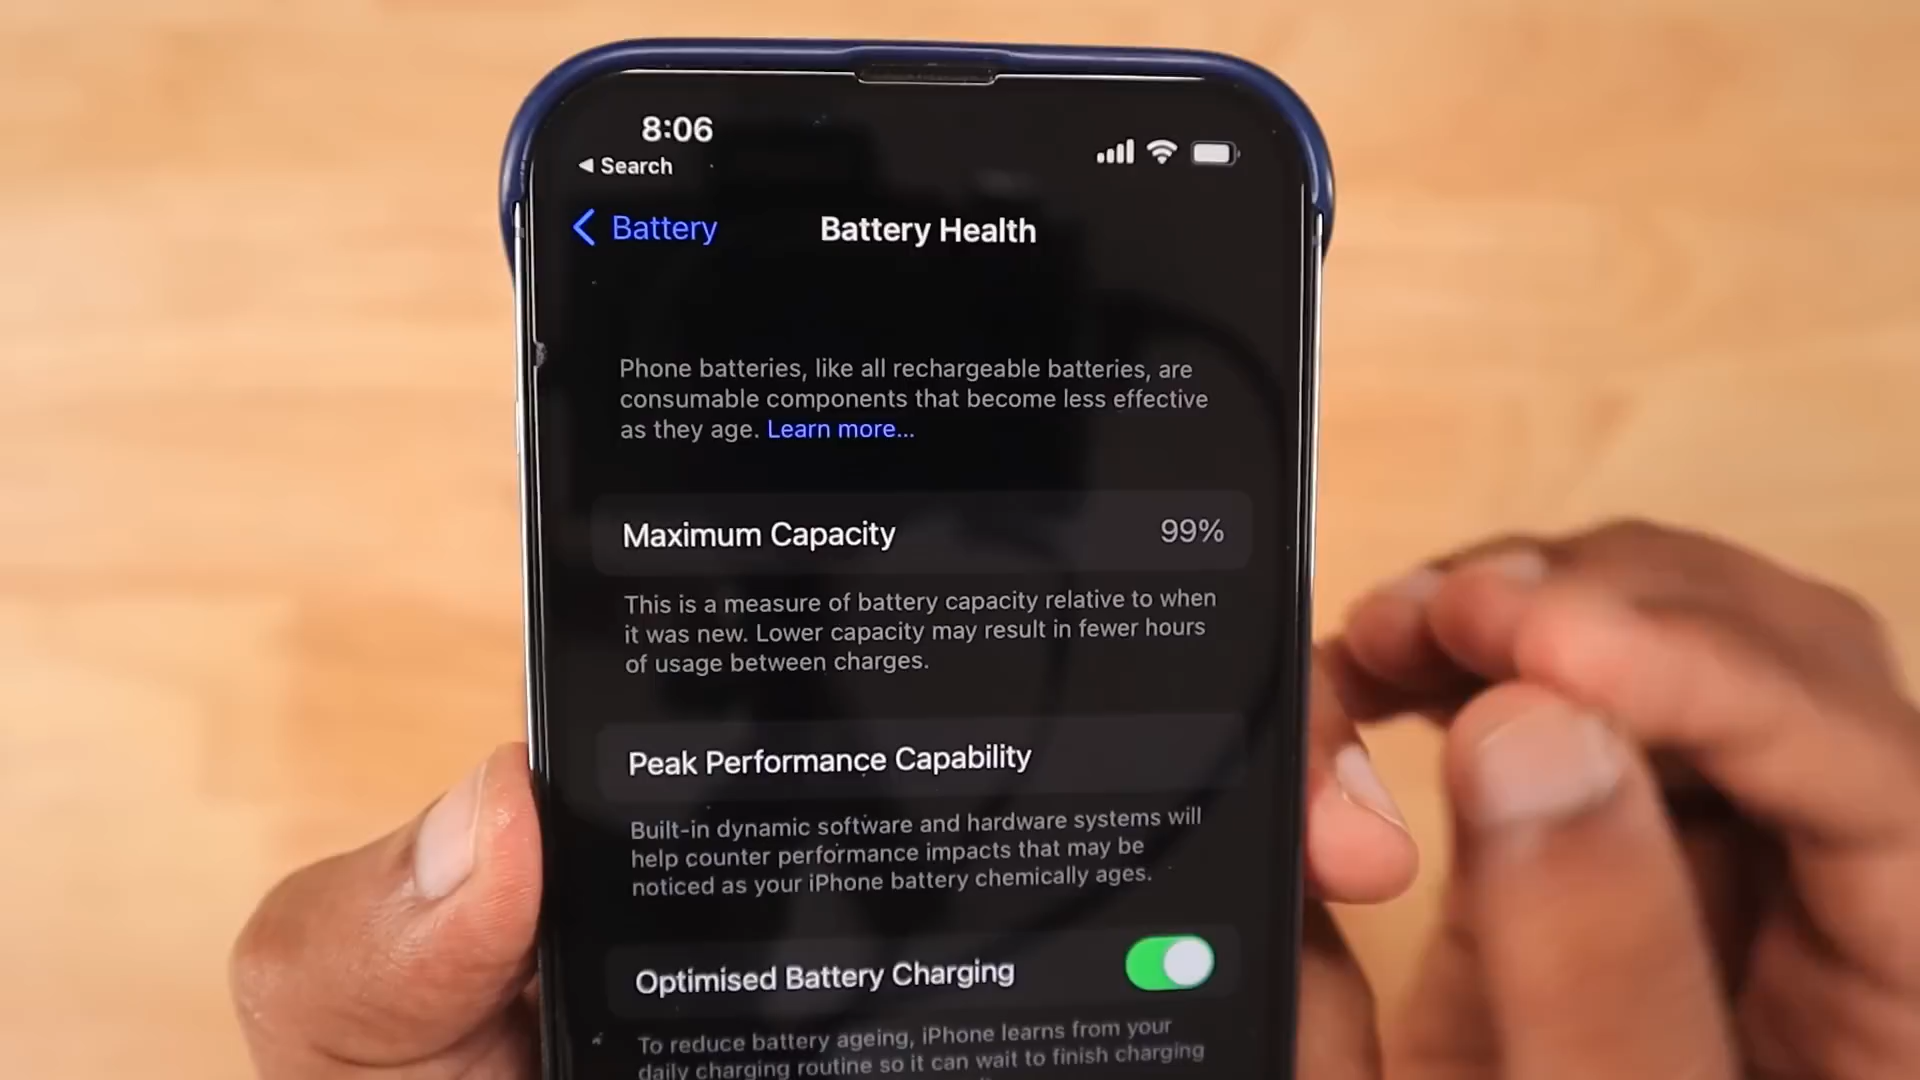 8:06
◀ Search
Battery
Battery Health
Phone batteries, like all rechargeable batteries, are
consumable components that become less effective
as they age. Learn more...
Maximum Capacity 99%
This is a measure of battery capacity relative to when
it was new. Lower capacity may result in fewer hours
of usage between charges.
Peak Performance Capability
Built-in dynamic software and hardware systems will
help counter performance impacts that may be
noticed as your iPhone battery chemically ages.
Optimised Battery Charging
To reduce battery ageing, iPhone learns from your
daily charging routine so it can wait to finish charging